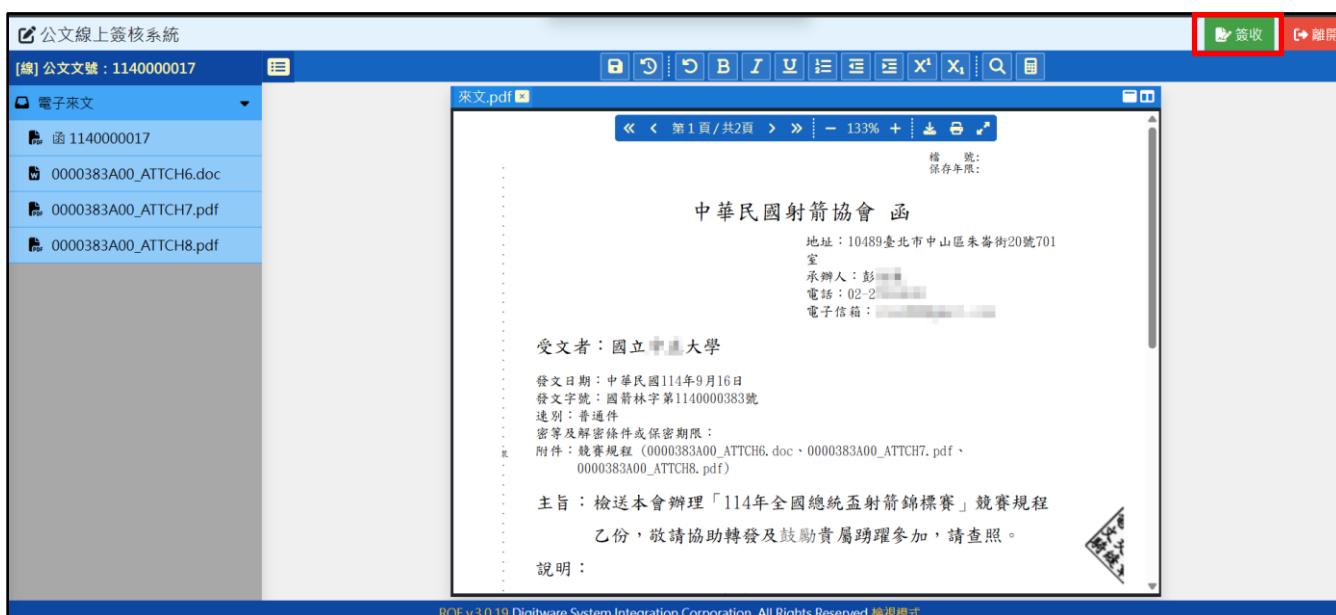 公文線上簽核系統
簽收
離開
[線] 公文文號：1140000017
電子來文
函 1140000017
0000383A00_ATTCH6.doc
0000383A00_ATTCH7.pdf
0000383A00_ATTCH8.pdf
B I U X¹ X₁
來文.pdf
第 1 頁 / 共2頁
133%
檔 號:
保存年限:
中華民國射箭協會 函
地址：10489臺北市中山區朱崙街20號701
室
承辦人：彭
電話：02-2
電子信箱：
受文者：國立 大學
發文日期：中華民國114年9月16日
發文字號：國箭林字第1140000383號
速別：普通件
密等及解密條件或保密期限：
附件：競賽規程（0000383A00_ATTCH6.doc、0000383A00_ATTCH7.pdf、
0000383A00_ATTCH8.pdf）
主旨：檢送本會辦理「114年全國總統盃射箭錦標賽」競賽規程
乙份，敬請協助轉發及鼓勵貴屬踴躍參加，請查照。
說明：
Digitware System Integration Corporation. All Rights Reserved 檢視模式